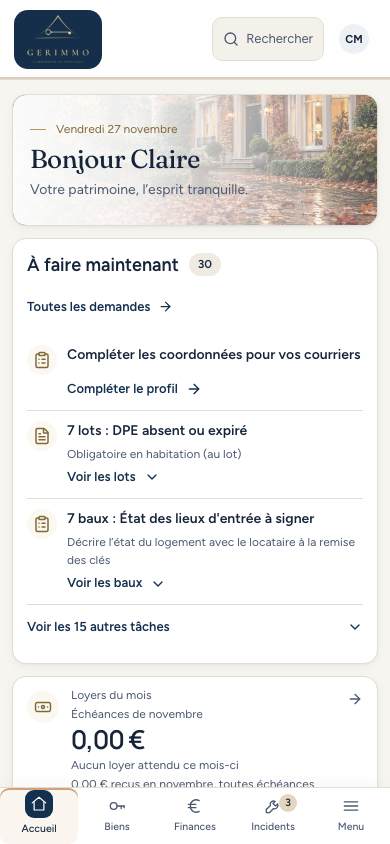 GERIMMO
Rechercher
CM
Vendredi 27 novembre
Bonjour Claire
Votre patrimoine, l’esprit tranquille.
À faire maintenant 30
Toutes les demandes
Compléter les coordonnées pour vos courriers
Compléter le profil
7 lots : DPE absent ou expiré
Obligatoire en habitation (au lot)
Voir les lots
7 baux : État des lieux d'entrée à signer
Décrire l’état du logement avec le locataire à la remise
des clés
Voir les baux
Voir les 15 autres tâches
Loyers du mois
Échéances de novembre
0,00 €
Aucun loyer attendu ce mois-ci
0,00 € reçus en novembre, toutes échéances
3
Accueil
Biens
Finances
Incidents
Menu